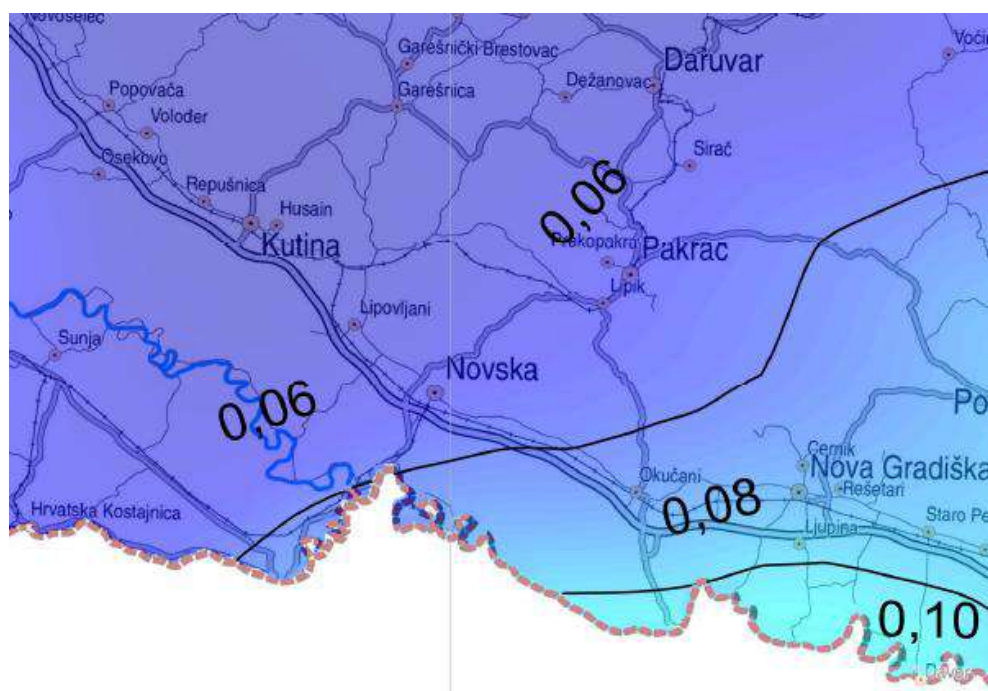 Novoselec
Garešnički Brestovac
Daruvar
Voćin
Dežanovac
Popovača
Garešnica
Voloder
Sirač
Osekovo
Repušnica
0,06
Husain
Kutina
Prekopakra
Pakrac
Lipik
Lipovljani
Sunja
Novska
0,06
Po
Cernik
Okučani
Nova Gradiška
Rešetari
0,08
Hrvatska Kostajnica
Ljupina
Staro Pe
0,10
Davor